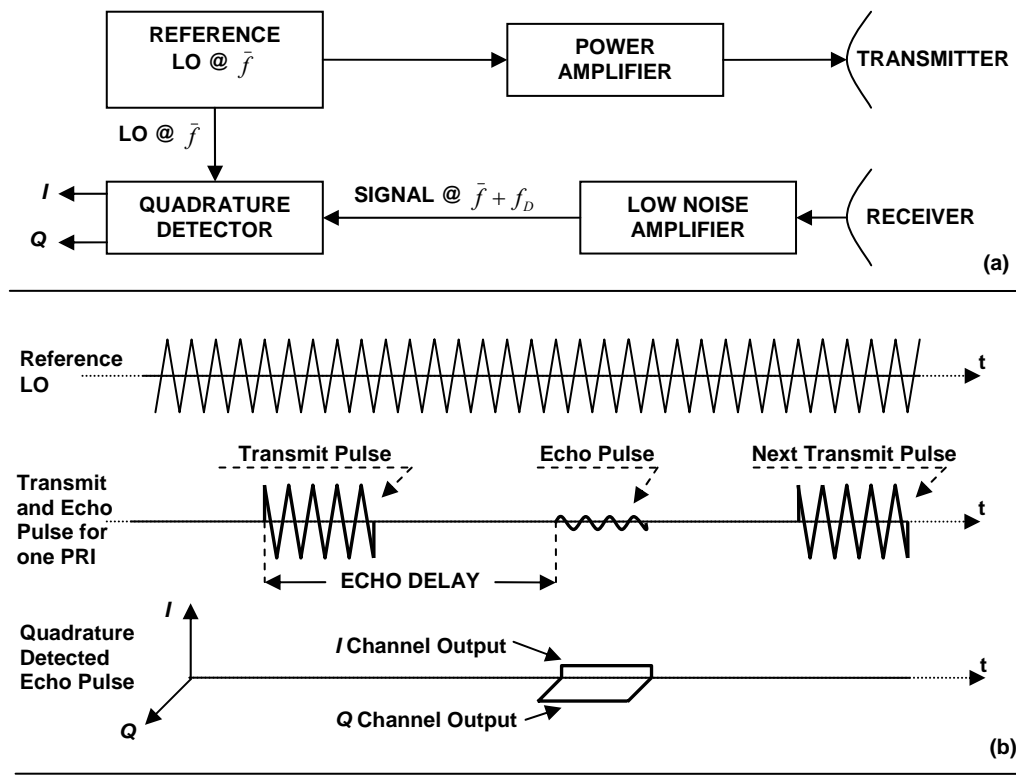 REFERENCE
LO @ f̄
POWER
AMPLIFIER
TRANSMITTER
LO @ f̄
I
Q
QUADRATURE
DETECTOR
SIGNAL @ f̄ + f_D
LOW NOISE
AMPLIFIER
RECEIVER
(a)
Reference
LO
t
Transmit Pulse
Echo Pulse
Next Transmit Pulse
Transmit
and Echo
Pulse for
one PRI
t
ECHO DELAY
I
Quadrature
Detected
Echo Pulse
I Channel Output
t
Q
Q Channel Output
(b)